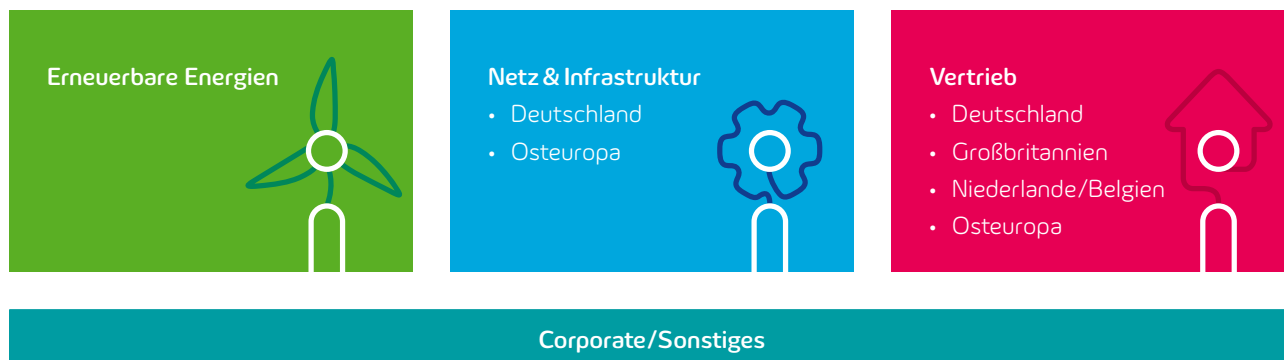 Erneuerbare Energien
Netz & Infrastruktur
• Deutschland
• Osteuropa
Vertrieb
• Deutschland
• Großbritannien
• Niederlande/Belgien
• Osteuropa
Corporate/Sonstiges